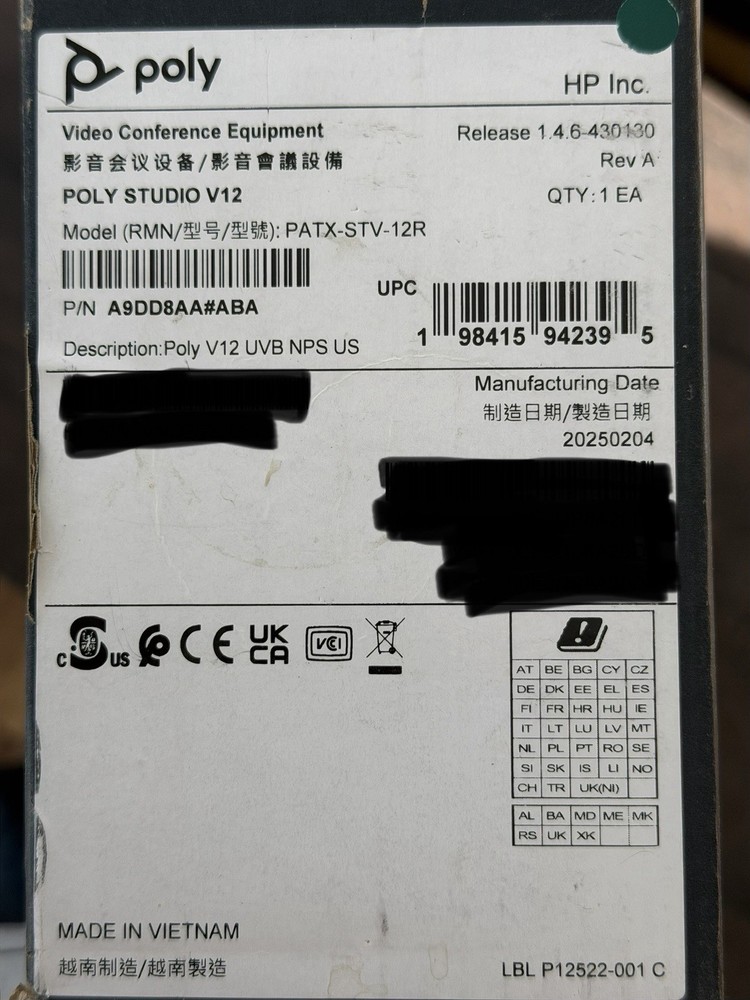 poly
HP Inc.
Video Conference Equipment
Release 1.4.6-430130
影音会议设备/影音會議設備
Rev A
POLY STUDIO V12
QTY: 1 EA
Model (RMN/型号/型號): PATX-STV-12R
UPC
P/N A9DD8AA#ABA
1 98415 94239 5
Description:Poly V12 UVB NPS US
Manufacturing Date
制造日期/製造日期
20250204
C US CE UK CA VCCI
AT BE BG CY CZ
DE DK EE EL ES
FI FR HR HU IE
IT LT LU LV MT
NL PL PT RO SE
SI SK IS LI NO
CH TR UK(NI)
AL BA MD ME MK
RS UK XK
MADE IN VIETNAM
越南制造/越南製造
LBL P12522-001 C